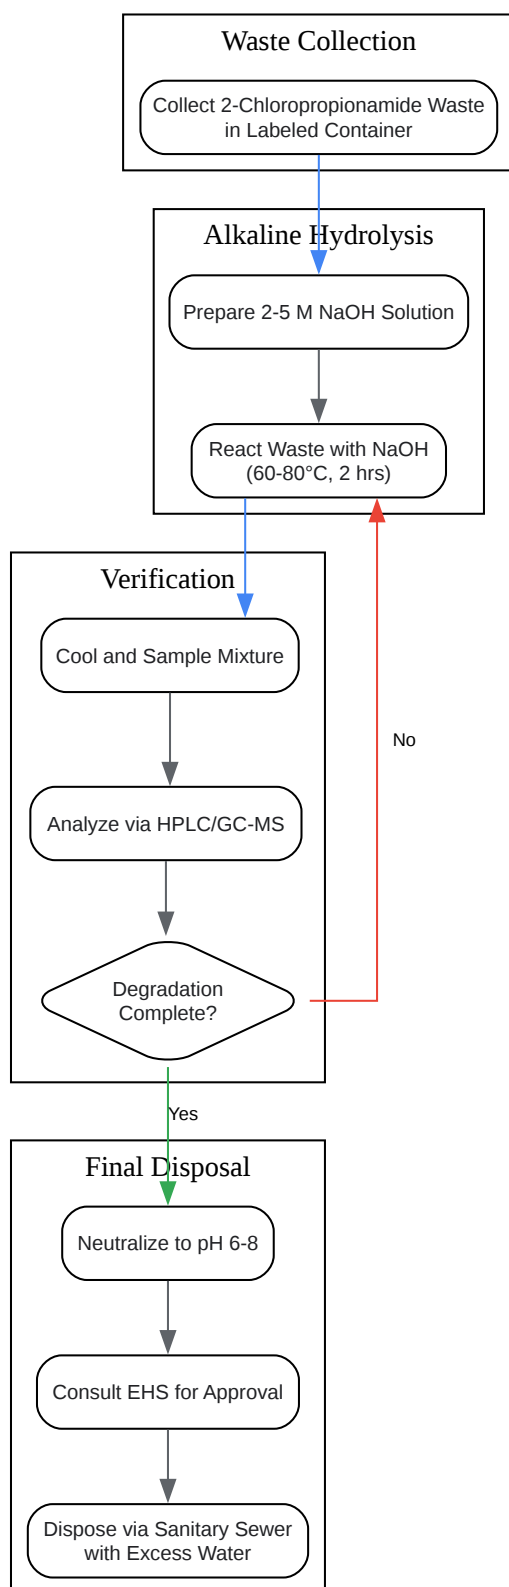 Waste Collection
Collect 2-Chloropropionamide Waste
in Labeled Container
Alkaline Hydrolysis
Prepare 2-5 M NaOH Solution
React Waste with NaOH
(60-80°C, 2 hrs)
Verification
Cool and Sample Mixture
No
Analyze via HPLC/GC-MS
Degradation
Complete?
Yes
Final Disposal
Neutralize to pH 6-8
Consult EHS for Approval
Dispose via Sanitary Sewer
with Excess Water